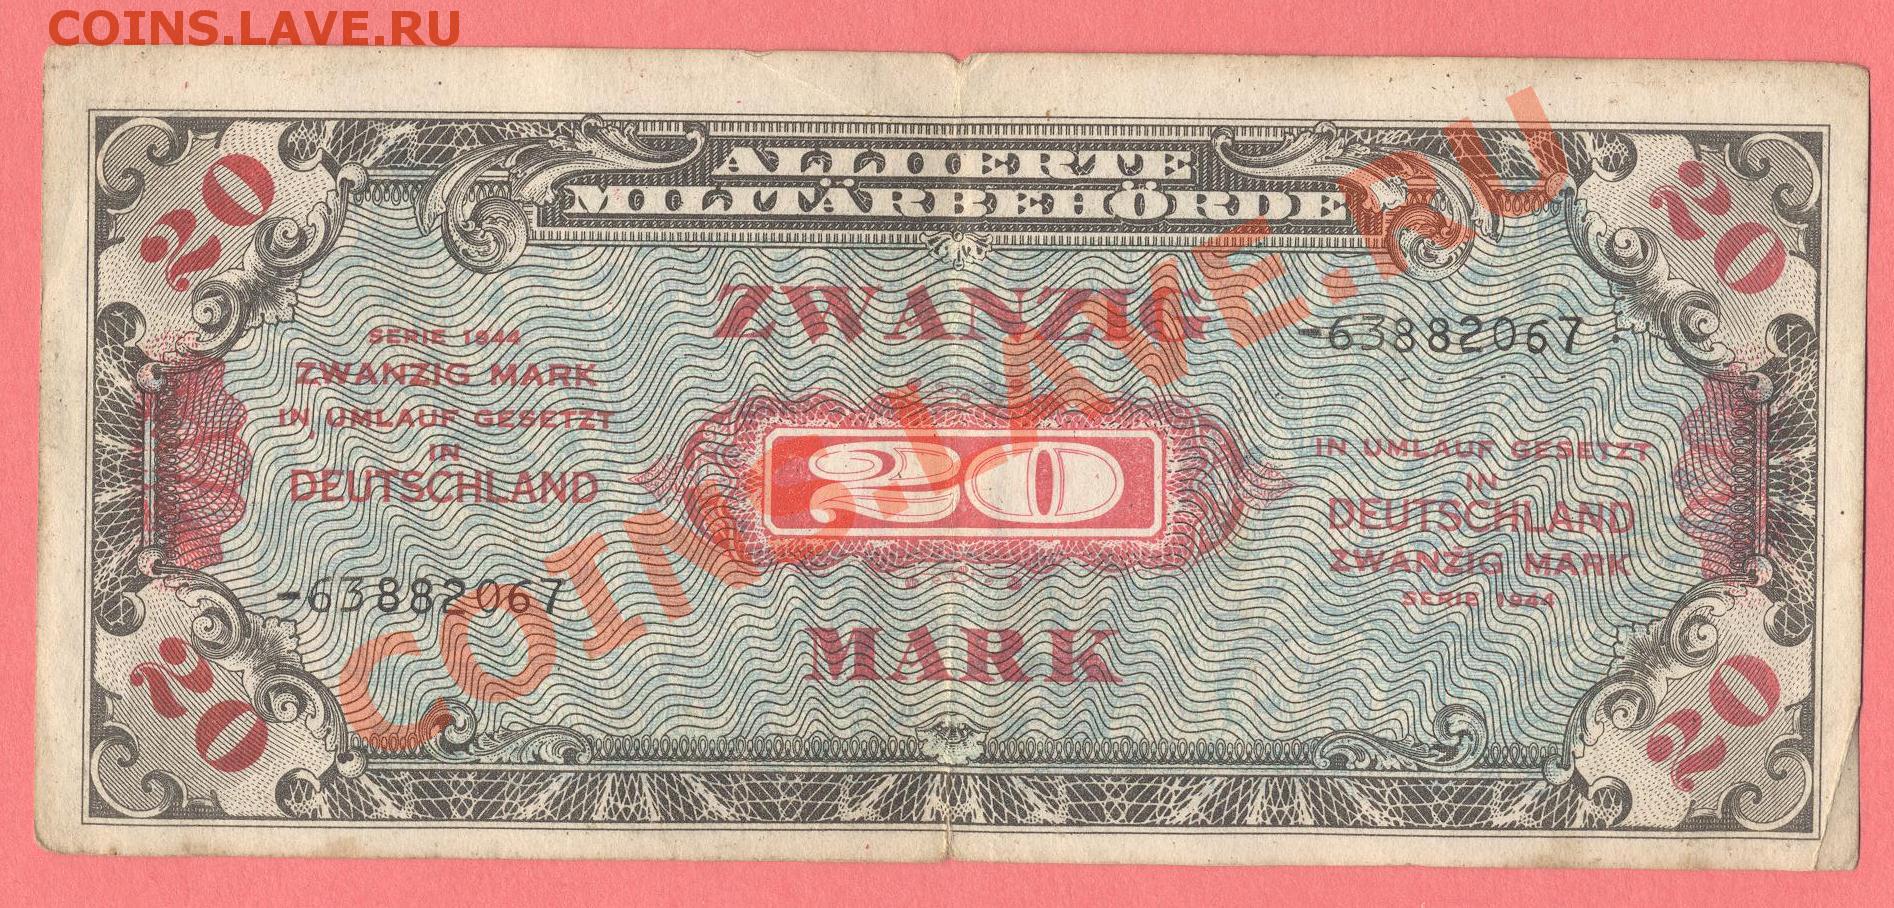 COINS.LAVE.RU
20
20
ALLIIERTE
MILITÄRBEHÖRDE
ZWANZIG
SERIE 1944
ZWANZIG MARK
IN UMLAUF GESETZT
IN
DEUTSCHLAND
-63882067
20
-63882067
IN UMLAUF GESETZT
IN
DEUTSCHLAND
ZWANZIG MARK
SERIE 1944
MARK
20
20
COINS.LAVE.RU